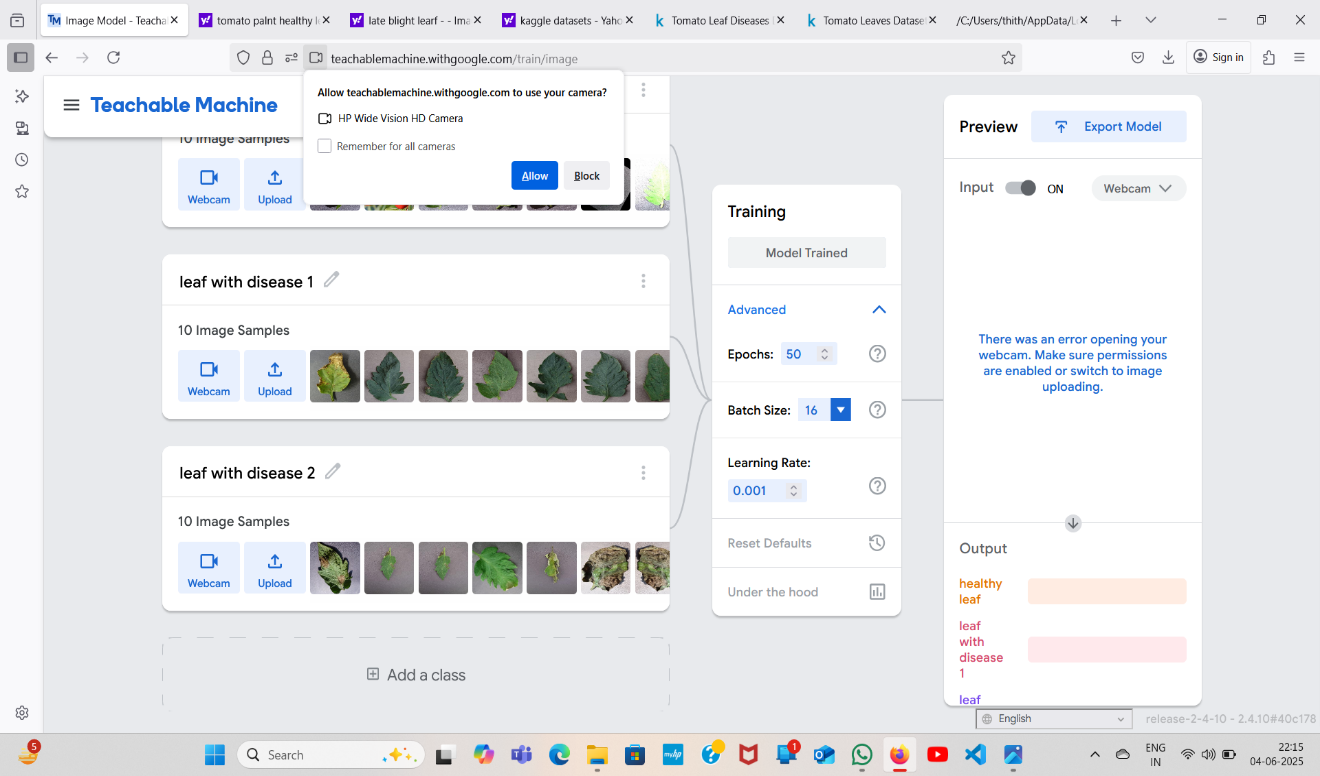 Image Model - Teacha
tomato palnt healthy l
late blight learf - - Ima
kaggle datasets - Yaho
Tomato Leaf Diseases
Tomato Leaves Datase
/C:/Users/thith/AppData/L
teachablemachine.withgoogle.com/train/image
Sign in
Teachable Machine
Allow teachablemachine.withgoogle.com to use your camera?
HP Wide Vision HD Camera
Remember for all cameras
Allow
Block
10 Image Samples
Webcam
Upload
leaf with disease 1
10 Image Samples
Webcam
Upload
leaf with disease 2
10 Image Samples
Webcam
Upload
Add a class
Training
Model Trained
Advanced
Epochs: 50
Batch Size: 16
Learning Rate:
0.001
Reset Defaults
Under the hood
Preview
Export Model
Input
ON
Webcam
There was an error opening your
webcam. Make sure permissions
are enabled or switch to image
uploading.
Output
healthy
leaf
leaf
with
disease
1
leaf
English
release-2-4-10 - 2.4.10#40c178
5
Search
myhp
1
ENG
IN
22:15
04-06-2025